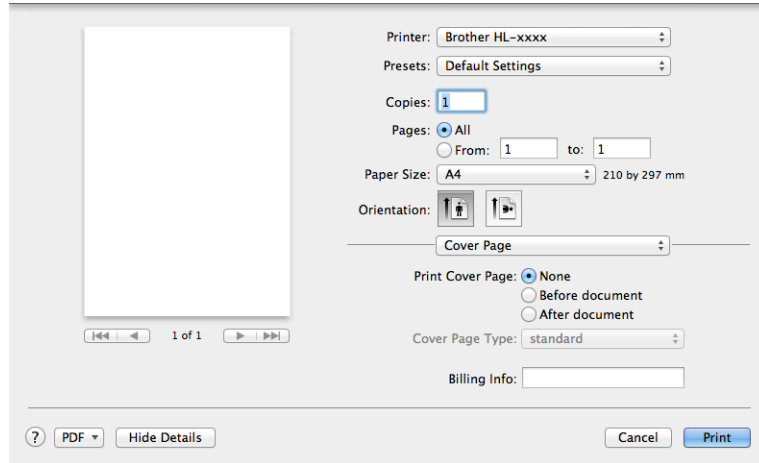 Printer: Brother HL-xxxx
Presets: Default Settings
Copies: 1
Pages: All
From: 1 to: 1
Paper Size: A4 210 by 297 mm
Orientation:
Cover Page
Print Cover Page: None
Before document
After document
Cover Page Type: standard
Billing Info:
1 of 1
? PDF Hide Details Cancel Print